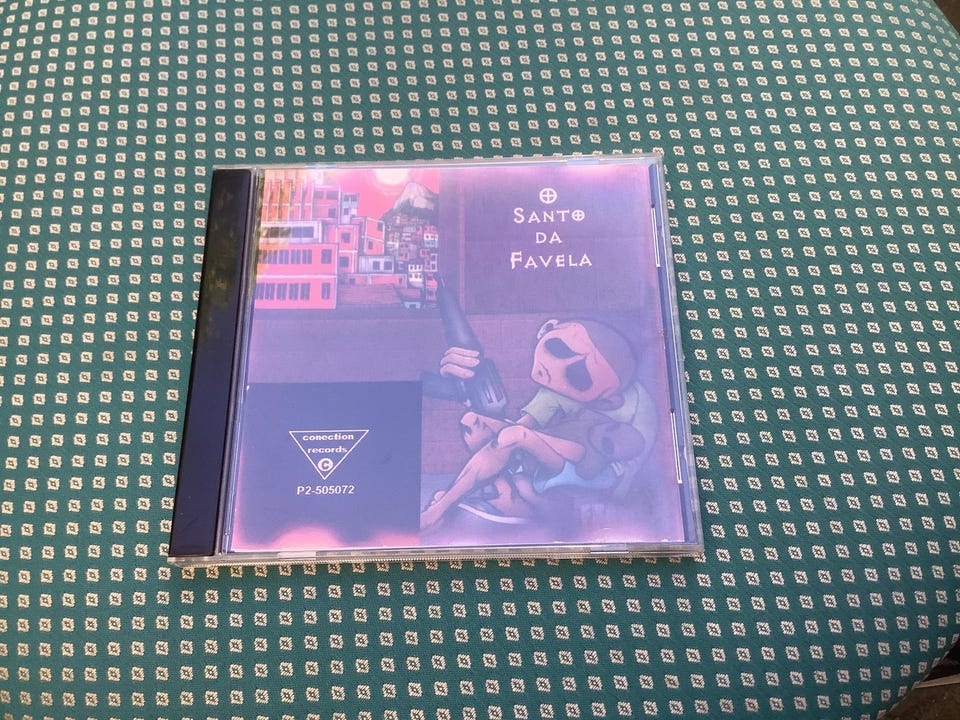 O
SANTO
DA
FAVELA
conection
records
C
P2-505072